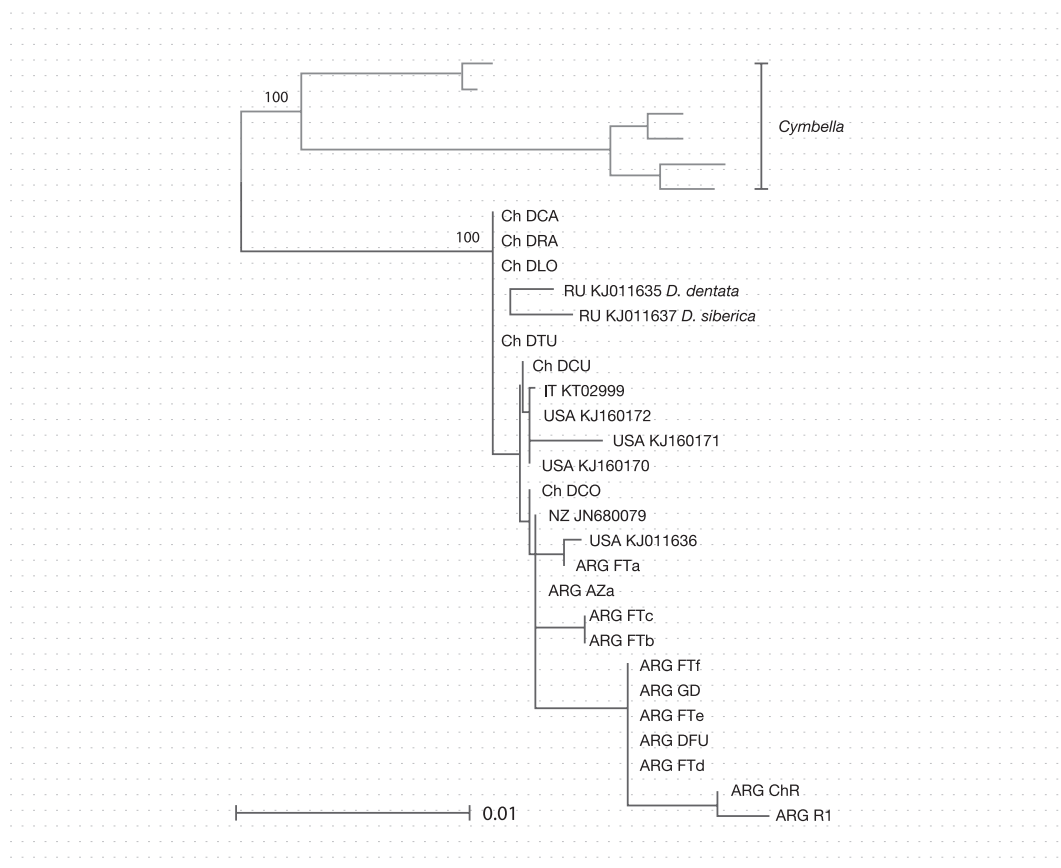 100
Cymbella
Ch DCA
100
Ch DRA
Ch DLO
RU KJ011635 D. dentata
RU KJ011637 D. siberica
Ch DTU
Ch DCU
IT KT02999
USA KJ160172
USA KJ160171
USA KJ160170
Ch DCO
NZ JN680079
USA KJ011636
ARG FTa
ARG AZa
ARG FTc
ARG FTb
ARG FTf
ARG GD
ARG FTe
ARG DFU
ARG FTd
ARG ChR
ARG R1
0.01